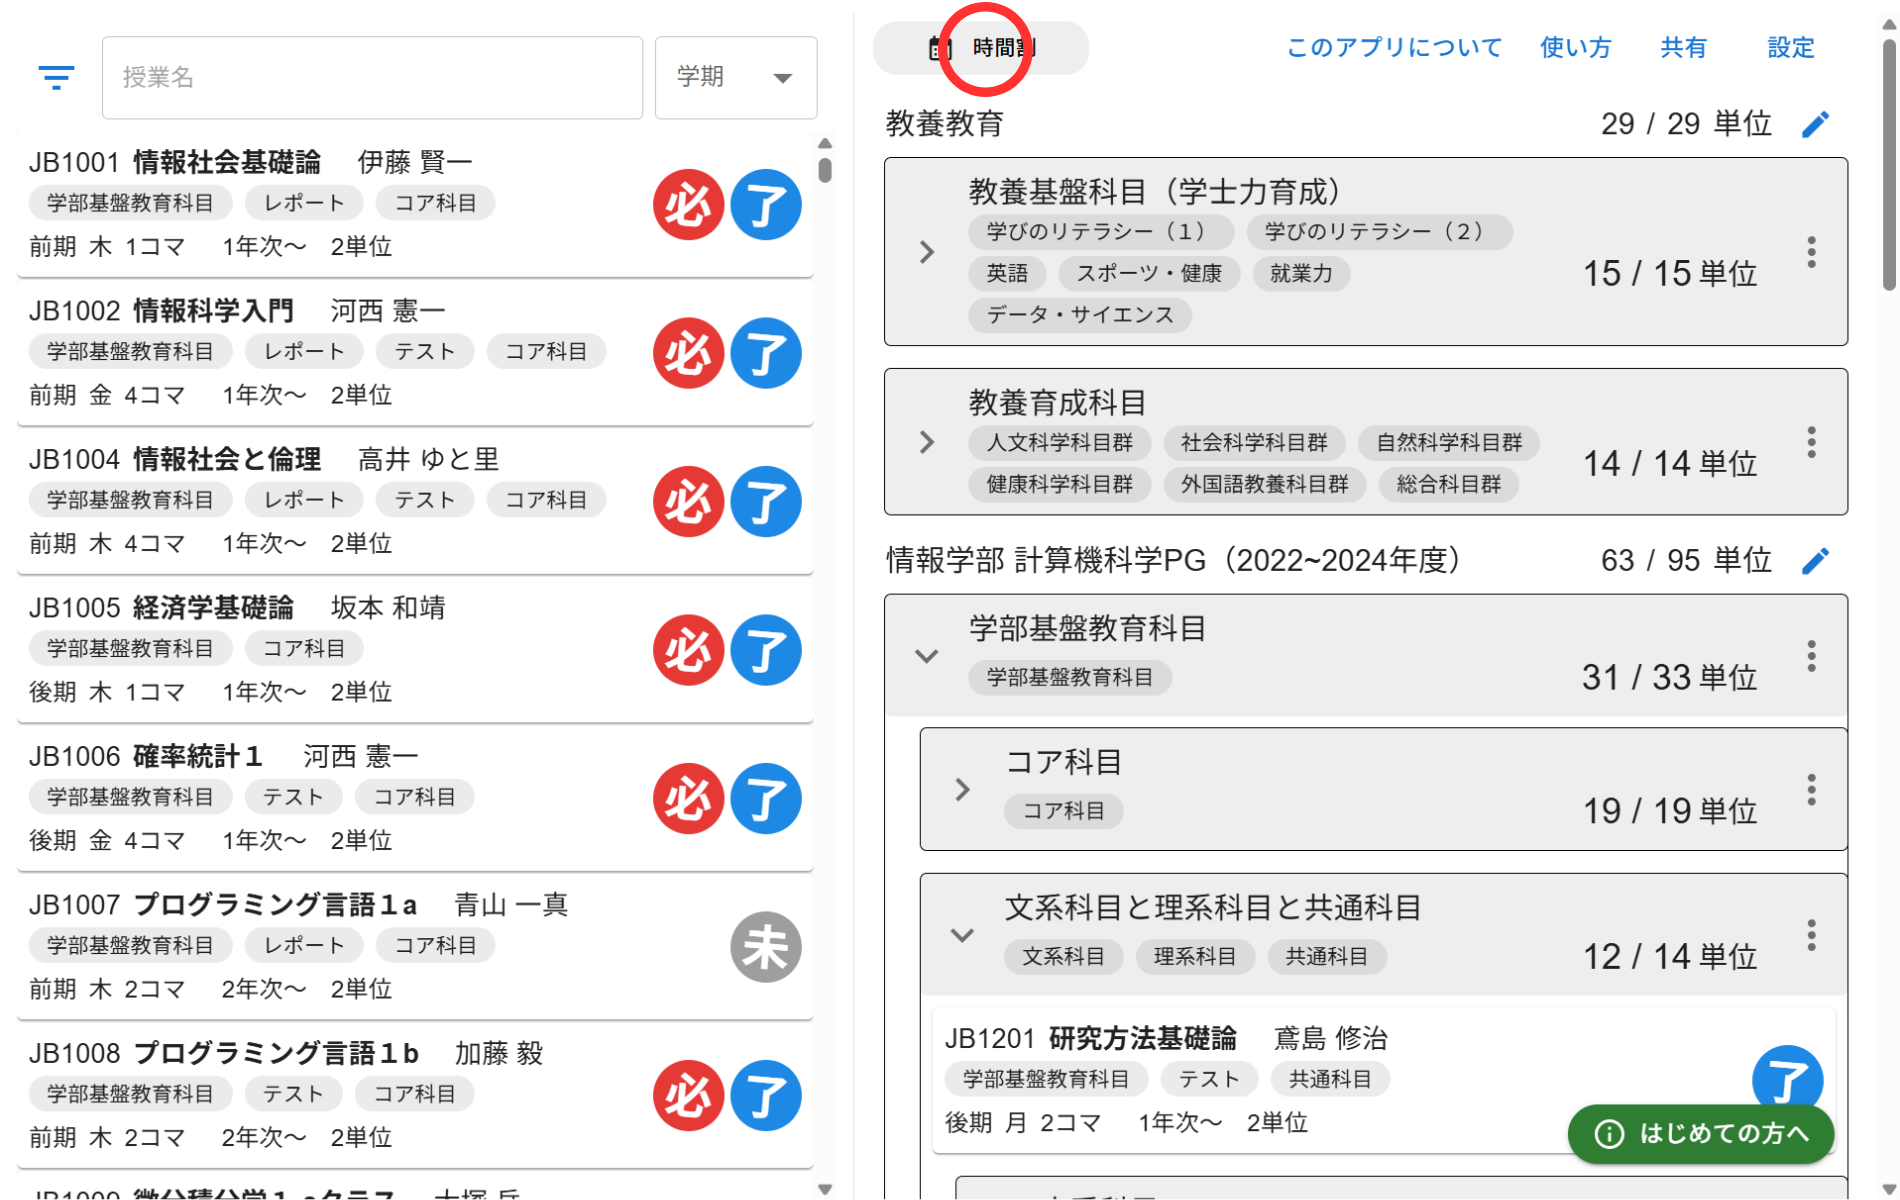 授業名
学期
JB1001 情報社会基礎論 伊藤 賢一
学部基盤教育科目 レポート コア科目
前期 木 1コマ 1年次～ 2単位
必 了
JB1002 情報科学入門 河西 憲一
学部基盤教育科目 レポート テスト コア科目
前期 金 4コマ 1年次～ 2単位
必 了
JB1004 情報社会と倫理 高井 ゆと里
学部基盤教育科目 レポート テスト コア科目
前期 木 4コマ 1年次～ 2単位
必 了
JB1005 経済学基礎論 坂本 和靖
学部基盤教育科目 コア科目
後期 木 1コマ 1年次～ 2単位
必 了
JB1006 確率統計１ 河西 憲一
学部基盤教育科目 テスト コア科目
後期 金 4コマ 1年次～ 2単位
必 了
JB1007 プログラミング言語１a 青山 一真
学部基盤教育科目 レポート コア科目
前期 木 2コマ 2年次～ 2単位
未
JB1008 プログラミング言語１b 加藤 毅
学部基盤教育科目 テスト コア科目
前期 木 2コマ 2年次～ 2単位
必 了
JB1009 微分積分学１
時間割
このアプリについて 使い方 共有 設定
教養教育 29 / 29 単位
教養基盤科目（学士力育成）
学びのリテラシー（１） 学びのリテラシー（２）
英語 スポーツ・健康 就業力
データ・サイエンス
15 / 15 単位
教養育成科目
人文科学科目群 社会科学科目群 自然科学科目群
健康科学科目群 外国語教養科目群 総合科目群
14 / 14 単位
情報学部 計算機科学PG（2022~2024年度） 63 / 95 単位
学部基盤教育科目
学部基盤教育科目
31 / 33 単位
コア科目
コア科目
19 / 19 単位
文系科目と理系科目と共通科目
文系科目 理系科目 共通科目
12 / 14 単位
JB1201 研究方法基礎論 鳶島 修治
学部基盤教育科目 テスト 共通科目
後期 月 2コマ 1年次～ 2単位
了
はじめての方へ